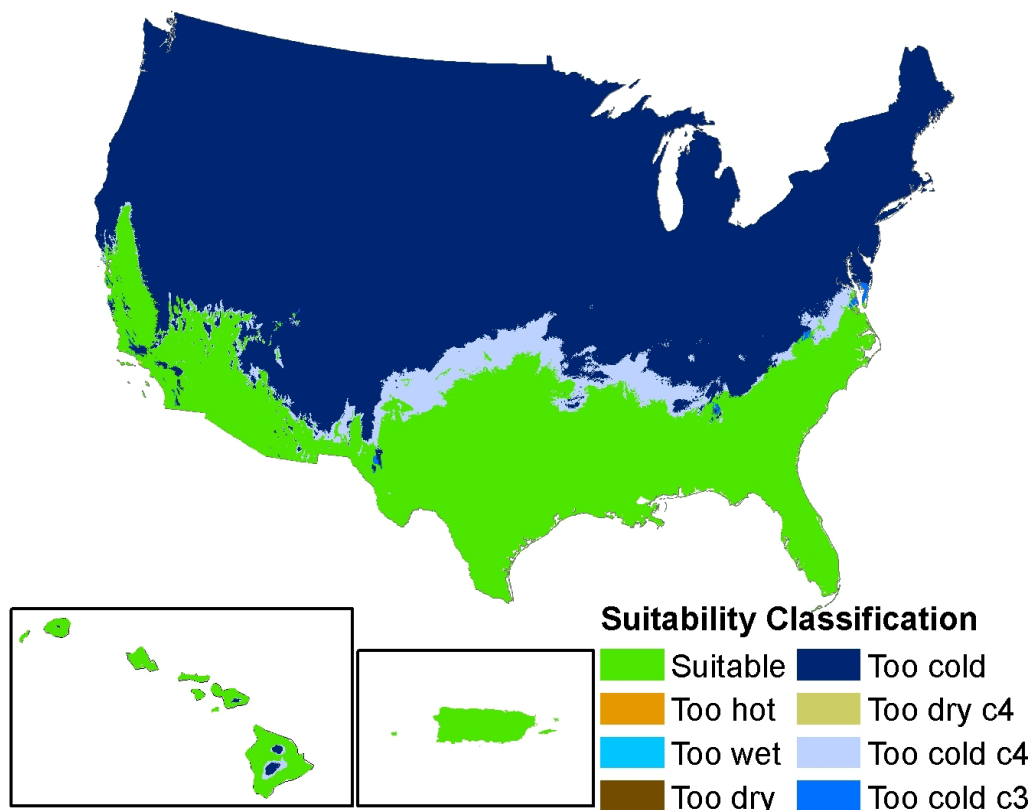 Suitability Classification
Suitable Too cold
Too hot Too dry c4
Too wet Too cold c4
Too dry Too cold c3